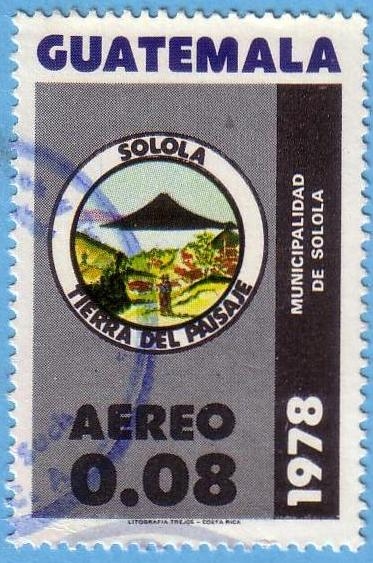 GUATEMALA
SOLOLA
TIERRA DEL PAISAJE
MUNICIPALIDAD
DE SOLOLA
AEREO
0.08
1978
LITOGRAFIA TREJOS - COSTA RICA